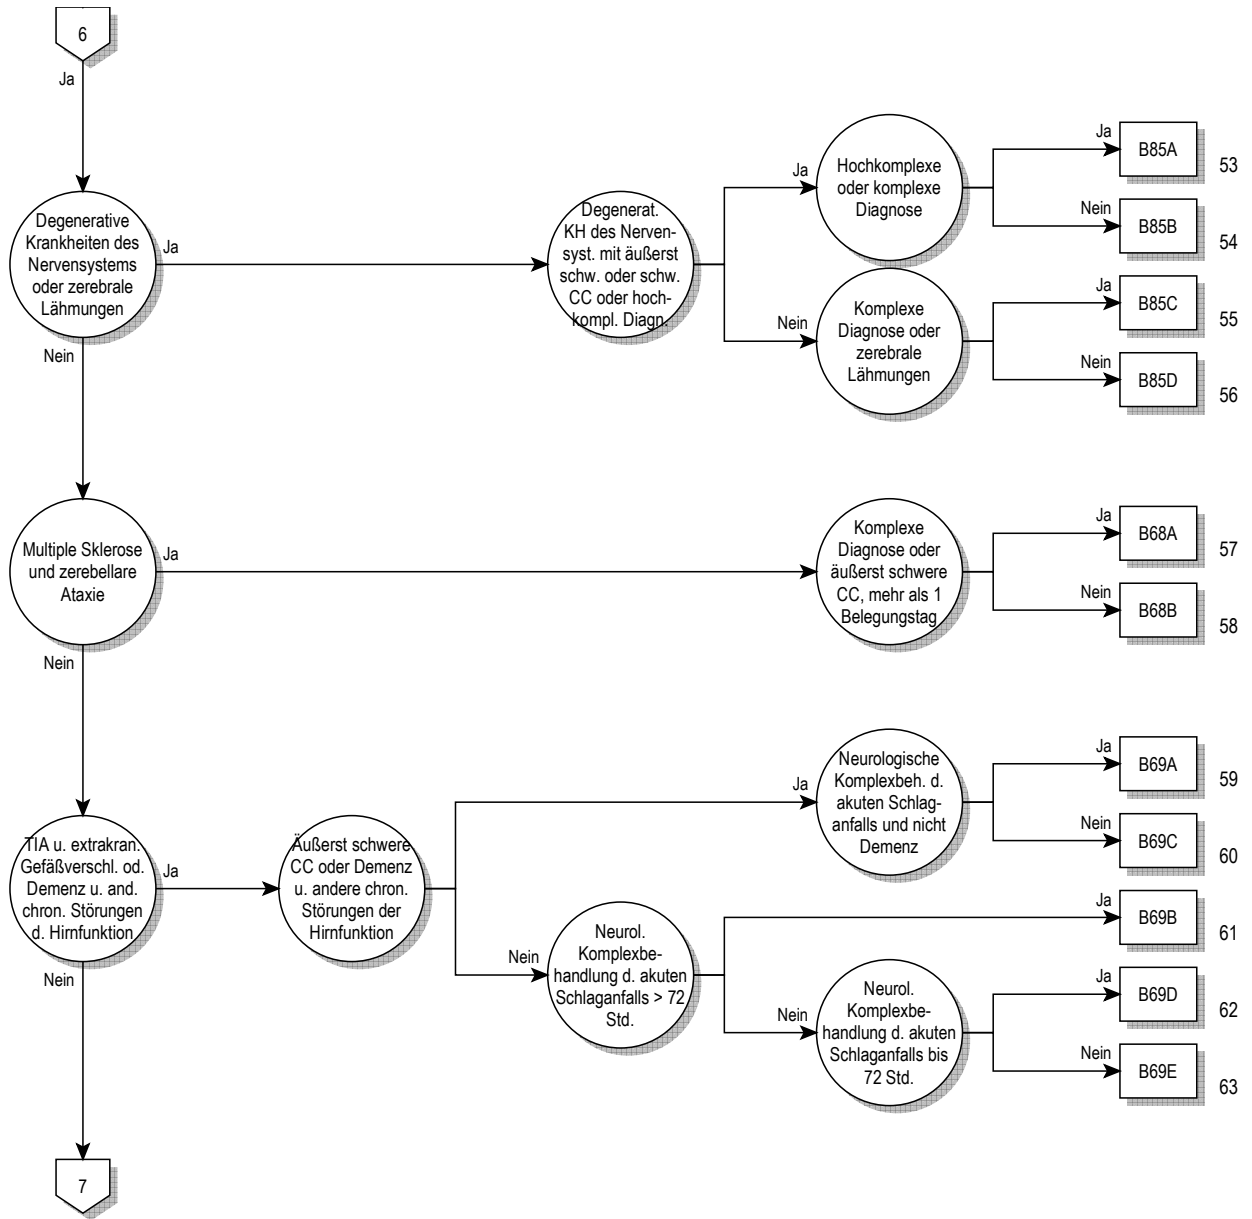 6
Ja
Degenerative
Krankheiten des
Nervensystems
oder zerebrale
Lähmungen
Ja
Degenerat.
KH des Nerven-
syst. mit äußerst
schw. oder schw.
CC oder hoch-
kompl. Diagn.
Ja
Hochkomplexe
oder komplexe
Diagnose
Ja
B85A
53
Nein
B85B
54
Nein
Komplexe
Diagnose oder
zerebrale
Lähmungen
Ja
B85C
55
Nein
B85D
56
Nein
Multiple Sklerose
und zerebellare
Ataxie
Ja
Komplexe
Diagnose oder
äußerst schwere
CC, mehr als 1
Belegungstag
Ja
B68A
57
Nein
B68B
58
Nein
TIA u. extrakran.
Gefäßverschl. od.
Demenz u. and.
chron. Störungen
d. Hirnfunktion
Ja
Äußerst schwere
CC oder Demenz
u. andere chron.
Störungen der
Hirnfunktion
Ja
Neurologische
Komplexbeh. d.
akuten Schlag-
anfalls und nicht
Demenz
Ja
B69A
59
Nein
B69C
60
Nein
Neurol.
Komplexbe-
handlung d. akuten
Schlaganfalls > 72
Std.
Ja
B69B
61
Nein
Neurol.
Komplexbe-
handlung d. akuten
Schlaganfalls bis
72 Std.
Ja
B69D
62
Nein
B69E
63
Nein
7